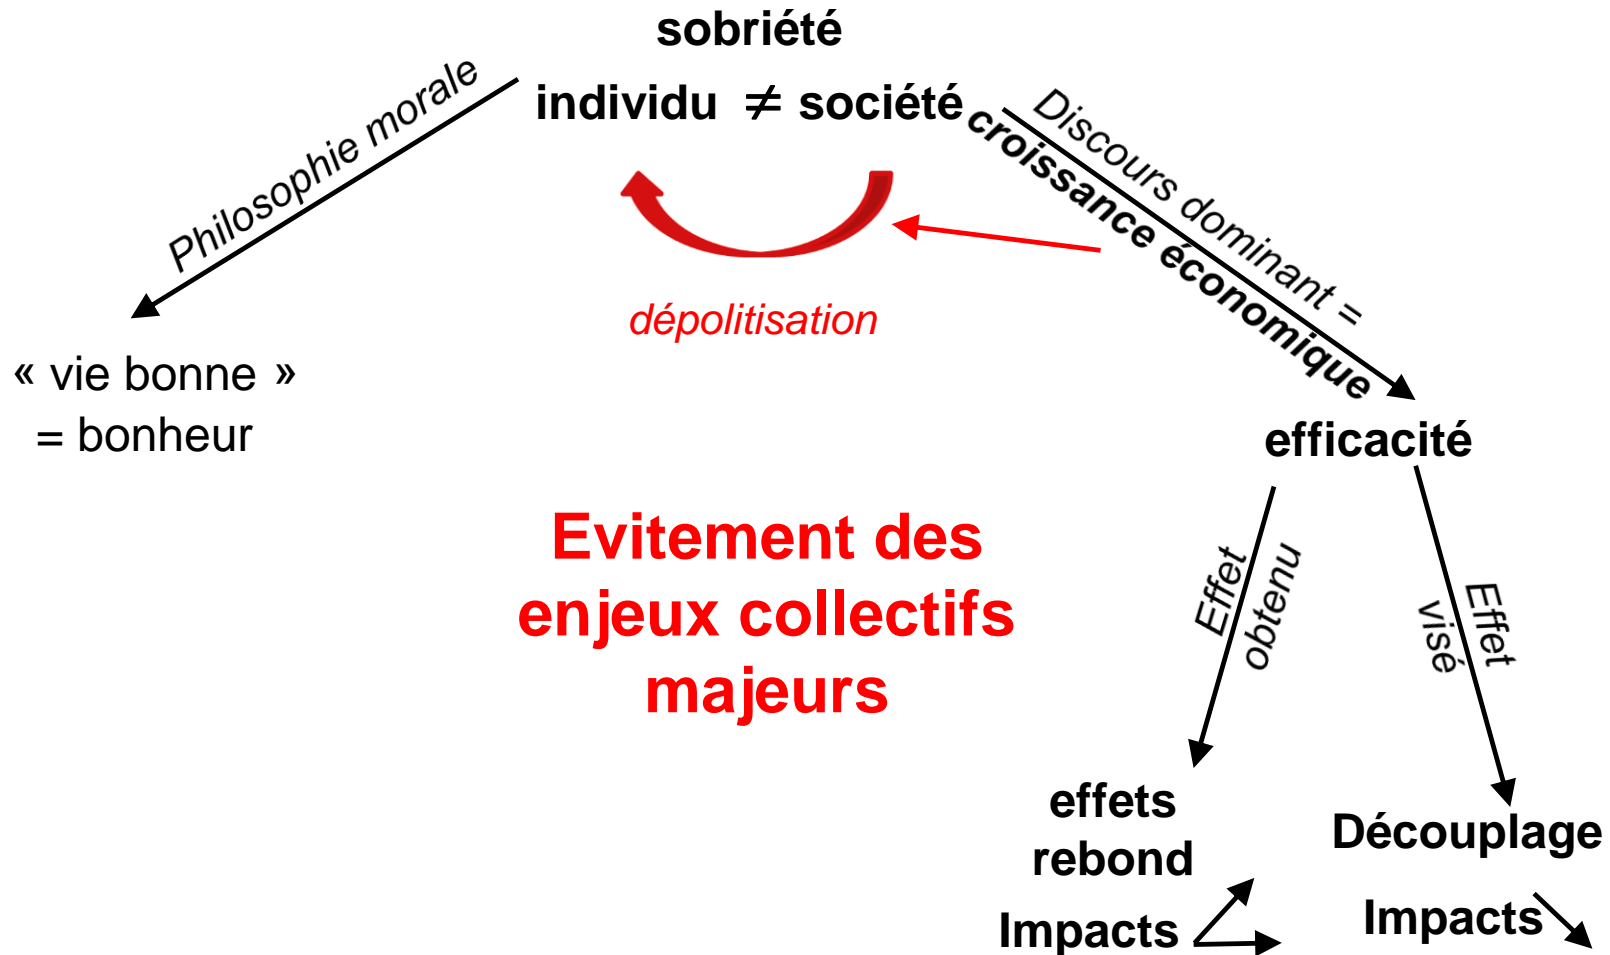 sobriété
individu ≠ société
Philosophie morale
Discours dominant =
croissance économique
dépolitisation
« vie bonne »
= bonheur
efficacité
Evitement des
enjeux collectifs
majeurs
Effet
obtenu
Effet
visé
effets
rebond
Impacts
Découplage
Impacts